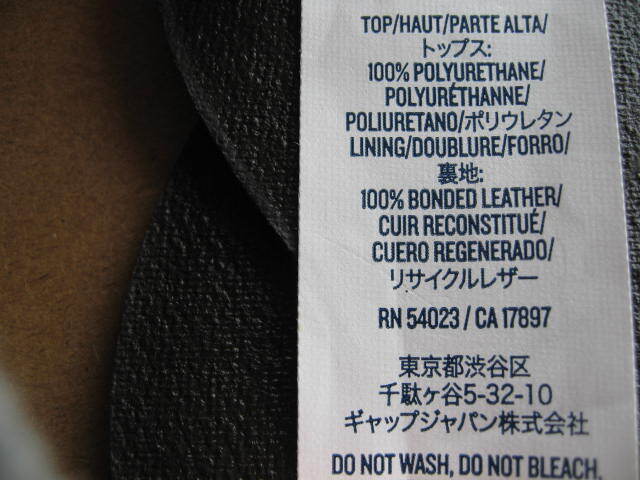 TOP/HAUT/PARTE ALTA/
トップス:
100% POLYURETHANE/
POLYURÉTHANNE/
POLIURETANO/ポリウレタン
LINING/DOUBLURE/FORRO/
裏地:
100% BONDED LEATHER/
CUIR RECONSTITUÉ/
CUERO REGENERADO/
リサイクルレザー
RN 54023 / CA 17897
東京都渋谷区
千駄ヶ谷5-32-10
ギャップジャパン株式会社
DO NOT WASH, DO NOT BLEACH,